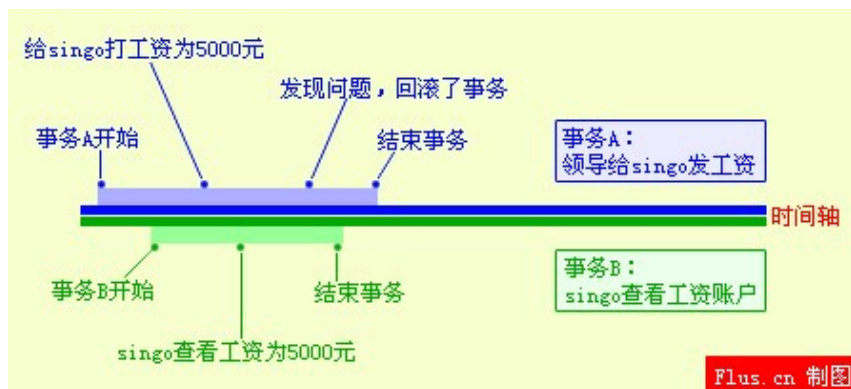 给singo打工资为5000元
发现问题，回滚了事务
事务A开始
结束事务
事务A：
领导给singo发工资
时间轴
事务B开始
结束事务
事务B：
singo查看工资账户
singo查看工资为5000元
Flus.cn 制图